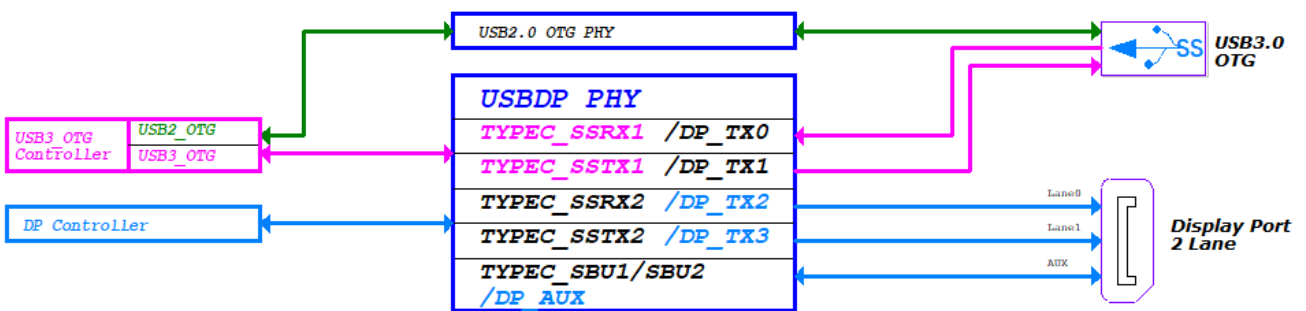 USB2.0 OTG PHY
SS
USB3.0
OTG
USBDP PHY
TYPEC_SSRX1 /DP_TX0
TYPEC_SSTX1 /DP_TX1
TYPEC_SSRX2 /DP_TX2
TYPEC_SSTX2 /DP_TX3
TYPEC_SBU1/SBU2
/DP_AUX
USB3_OTG
Controller
USB2_OTG
USB3_OTG
DP Controller
Lane0
Lane1
AUX
Display Port
2 Lane